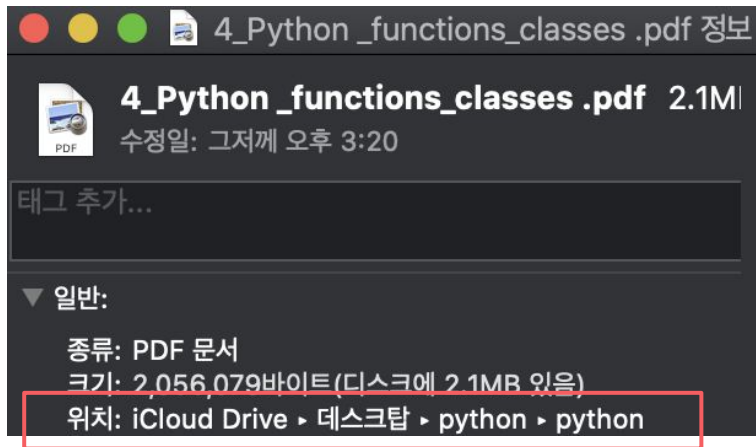 4_Python _functions_classes .pdf 정보
4_Python _functions_classes .pdf 2.1M
PDF
수정일: 그저께 오후 3:20
태그 추가...
일반:
종류: PDF 문서
크기: 2,056,079바이트(디스크에 2.1MB 있음)
위치: iCloud Drive ▸ 데스크탑 ▸ python ▸ python